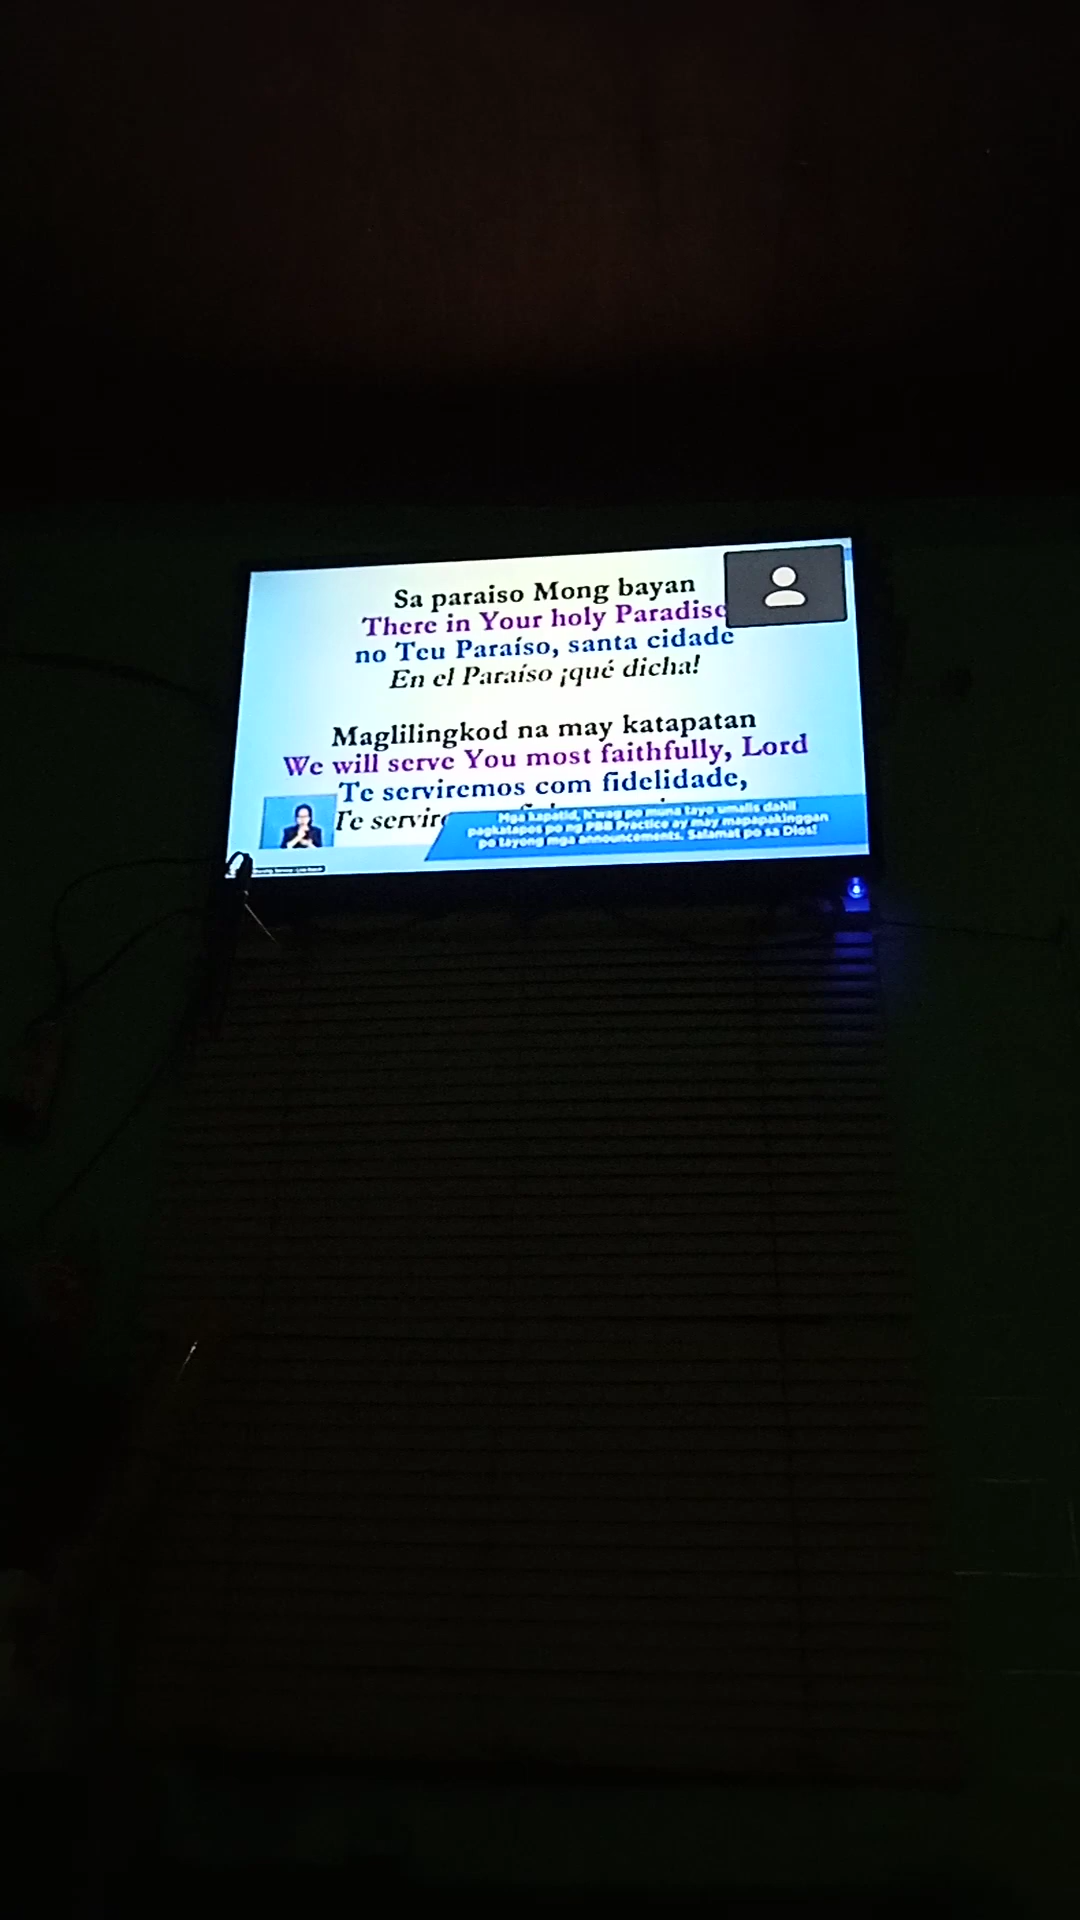 Sa paraiso Mong bayan
There in Your holy Paradise
no Teu Paraíso, santa cidade
En el Paraíso ¡qué dicha!
Maglilingkod na may katapatan
We will serve You most faithfully, Lord
Te serviremos com fidelidade,
Te servire
Mga kapatid, h'wag po muna tayo umalis dahil
pagkatapos po ng PBB Practice ay may mapapakinggan
po tayong mga announcements. Salamat po sa Dios!